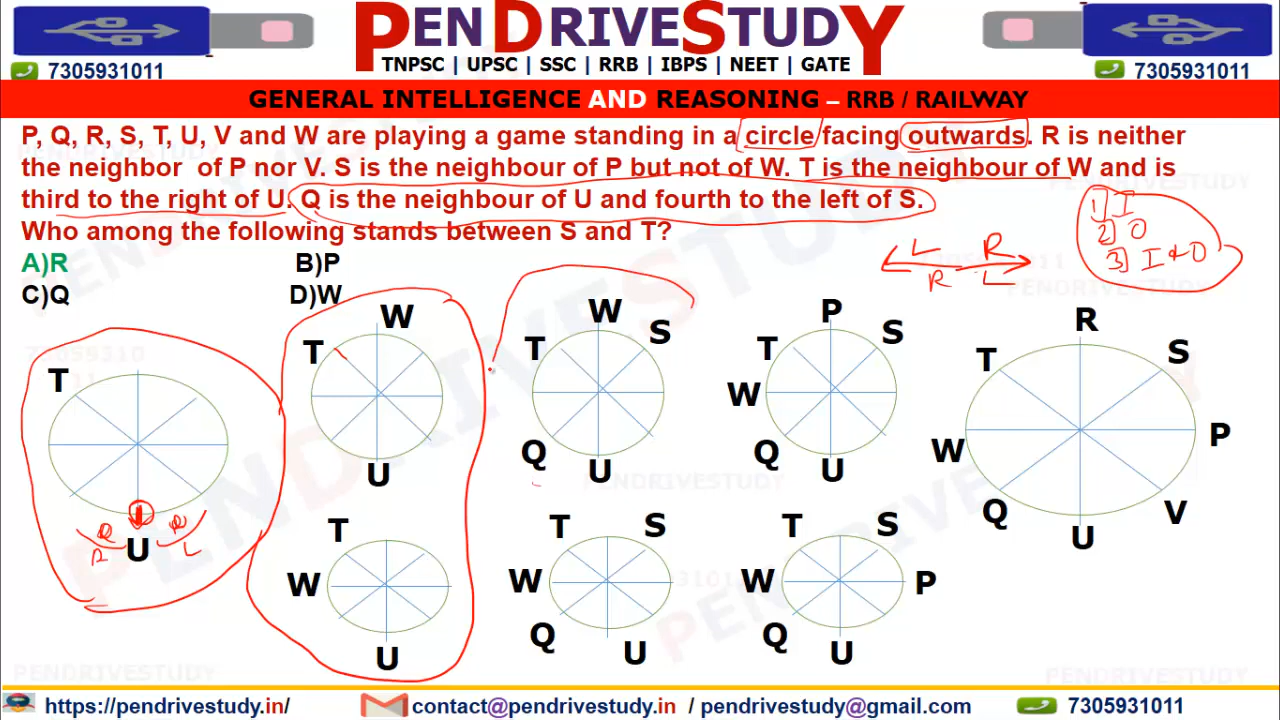 PENDRIVESTUDY
TNPSC | UPSC | SSC | RRB | IBPS | NEET | GATE
7305931011
7305931011
GENERAL INTELLIGENCE AND REASONING – RRB / RAILWAY
P, Q, R, S, T, U, V and W are playing a game standing in a circle facing outwards. R is neither
the neighbor of P nor V. S is the neighbour of P but not of W. T is the neighbour of W and is
third to the right of U. Q is the neighbour of U and fourth to the left of S.
Who among the following stands between S and T?
A)R
B)P
C)Q
D)W
L R
R L
1] I
2] O
3] I & O
T
U
R Q
R L
W
T
U
T
W
U
W
T S
Q
U
T S
W
Q
U
P
T S
W
Q
U
T S
W P
Q
U
R
T S
W P
Q V
U
PENDRIVESTUDY
https://pendrivestudy.in/
contact@pendrivestudy.in / pendrivestudy@gmail.com
7305931011